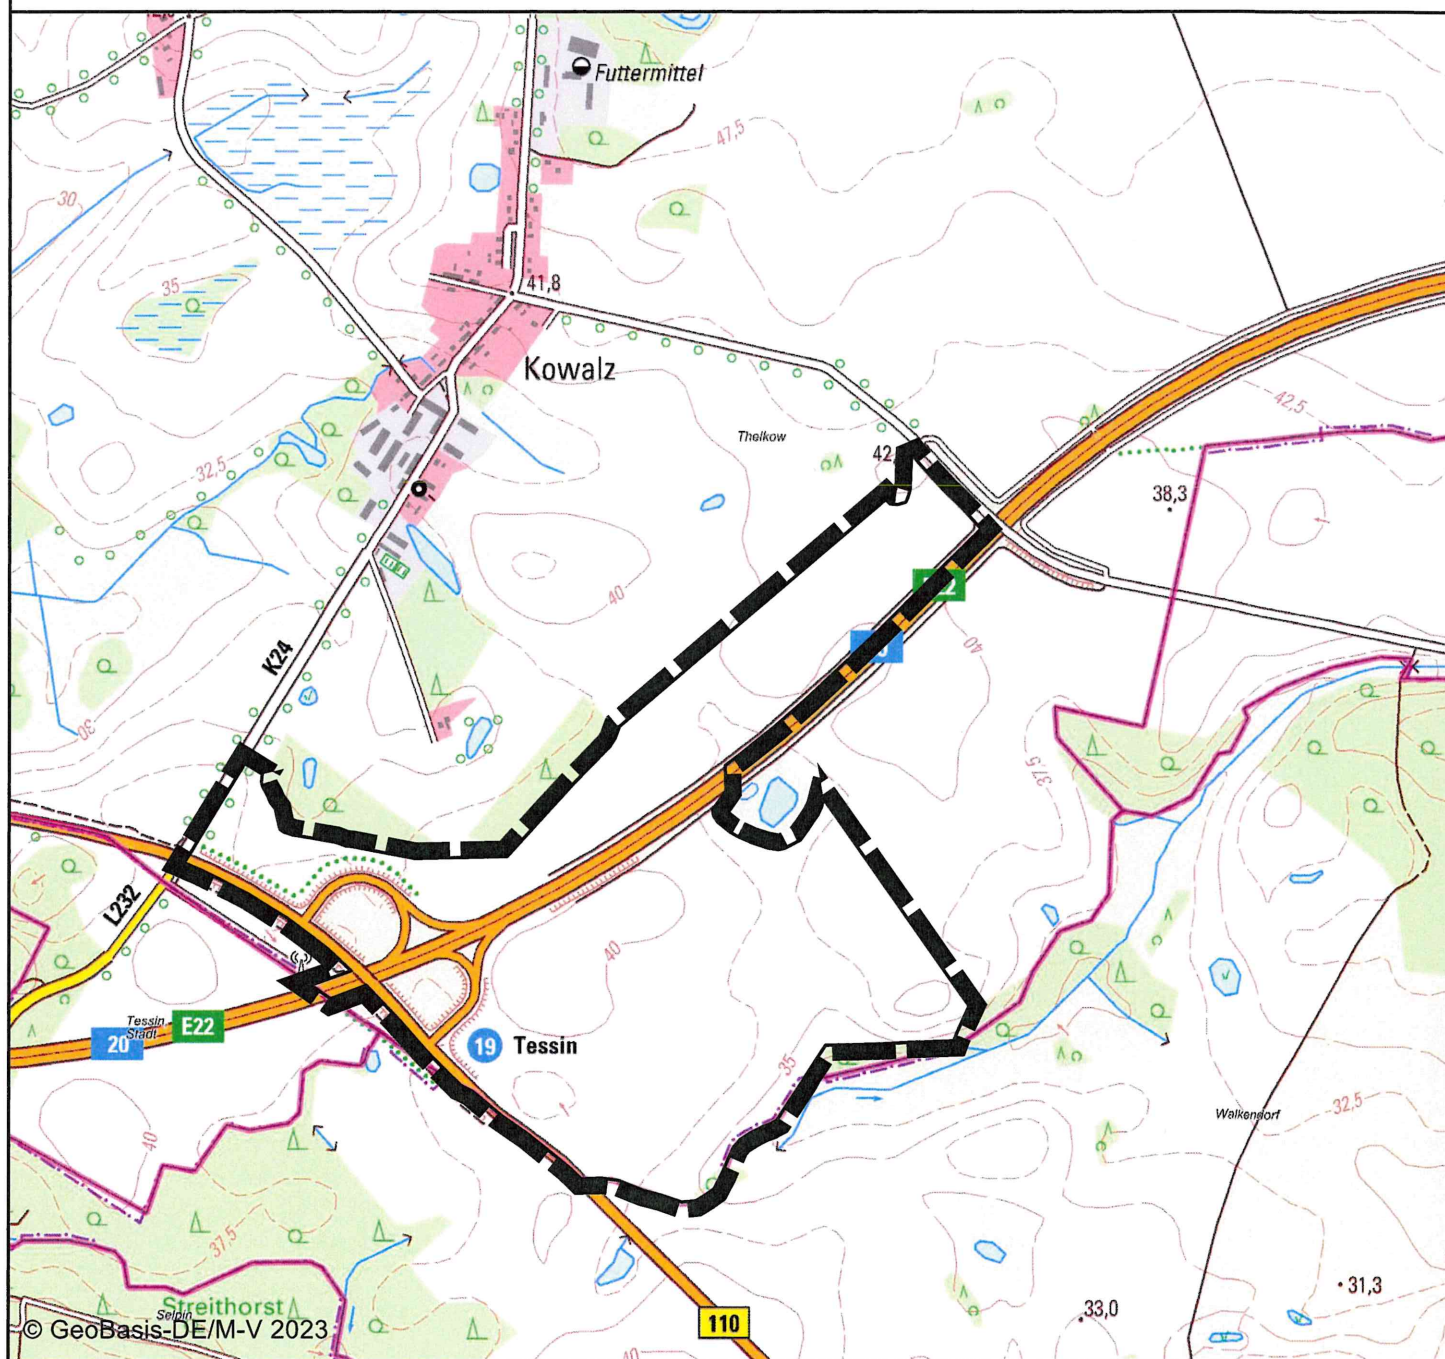 Futtermittel
47,5
30
35
41,8
Kowalz
42,5
Thelkow
42
32,5
38,3
40
K24
40
30
37,5
L232
40
Tessin
Stadt
E22
20
19 Tessin
35
Walkendorf
32,5
40
37,5
31,3
Streithorst
Selpin
33,0
110
© GeoBasis-DE/M-V 2023
40